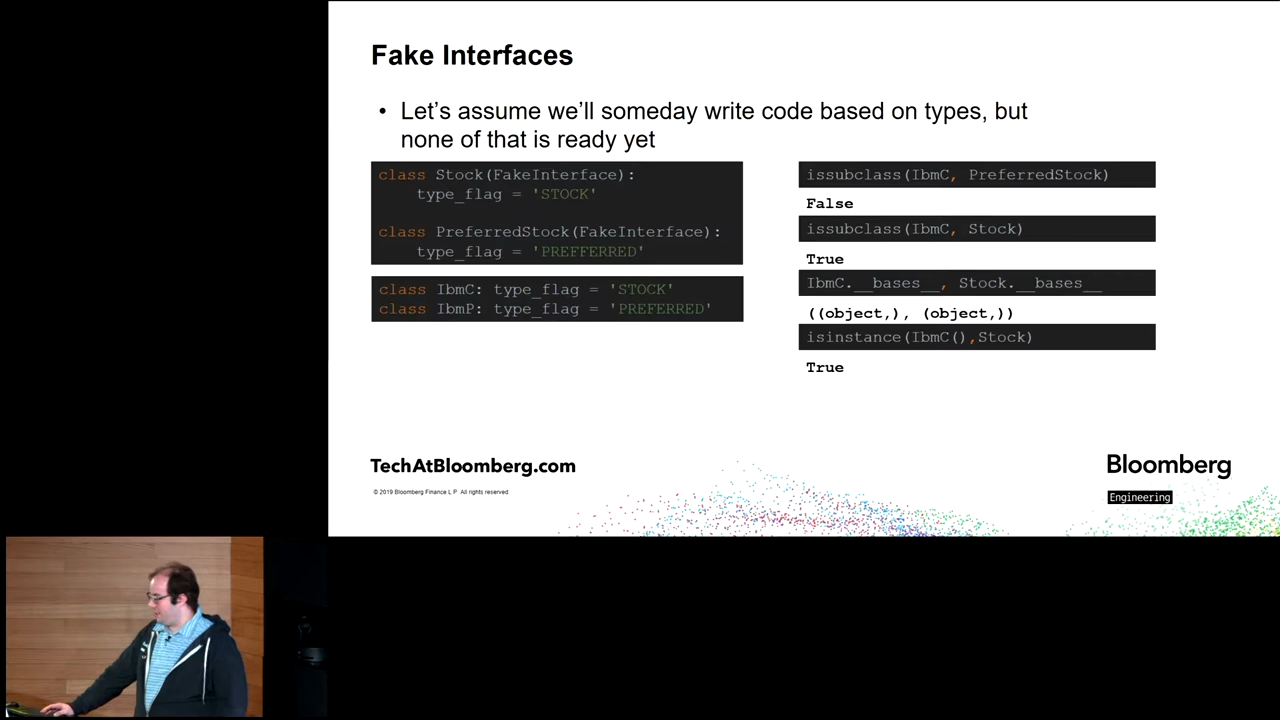 Fake Interfaces
• Let's assume we'll someday write code based on types, but
none of that is ready yet
class Stock(FakeInterface):
type_flag = 'STOCK'
class PreferredStock(FakeInterface):
type_flag = 'PREFFERRED'
class IbmC: type_flag = 'STOCK'
class IbmP: type_flag = 'PREFERRED'
issubclass(IbmC, PreferredStock)
False
issubclass(IbmC, Stock)
True
IbmC.__bases__, Stock.__bases__
((object,), (object,))
isinstance(IbmC(),Stock)
True
TechAtBloomberg.com
© 2019 Bloomberg Finance L.P. All rights reserved
Bloomberg
Engineering